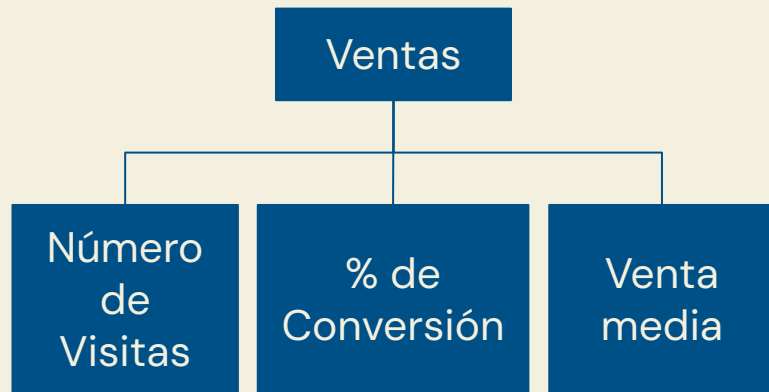 Ventas
Número
de
Visitas
% de
Conversión
Venta
media